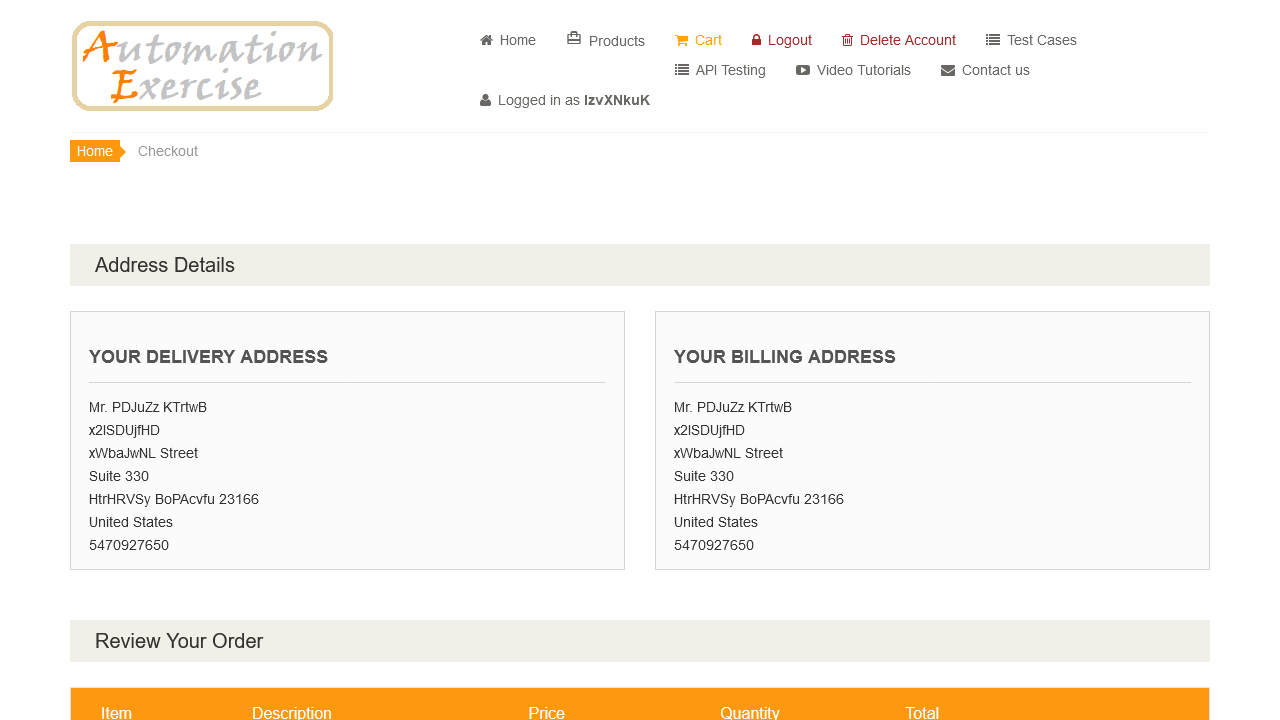 Automation
Exercise
Home
Products
Cart
Logout
Delete Account
Test Cases
API Testing
Video Tutorials
Contact us
Logged in as IzvXNkuK
Home
Checkout
Address Details
YOUR DELIVERY ADDRESS
Mr. PDJuZz KTrtwB
x2lSDUjfHD
xWbaJwNL Street
Suite 330
HtrHRVSy BoPAcvfu 23166
United States
5470927650
YOUR BILLING ADDRESS
Mr. PDJuZz KTrtwB
x2lSDUjfHD
xWbaJwNL Street
Suite 330
HtrHRVSy BoPAcvfu 23166
United States
5470927650
Review Your Order
Item Description Price Quantity Total